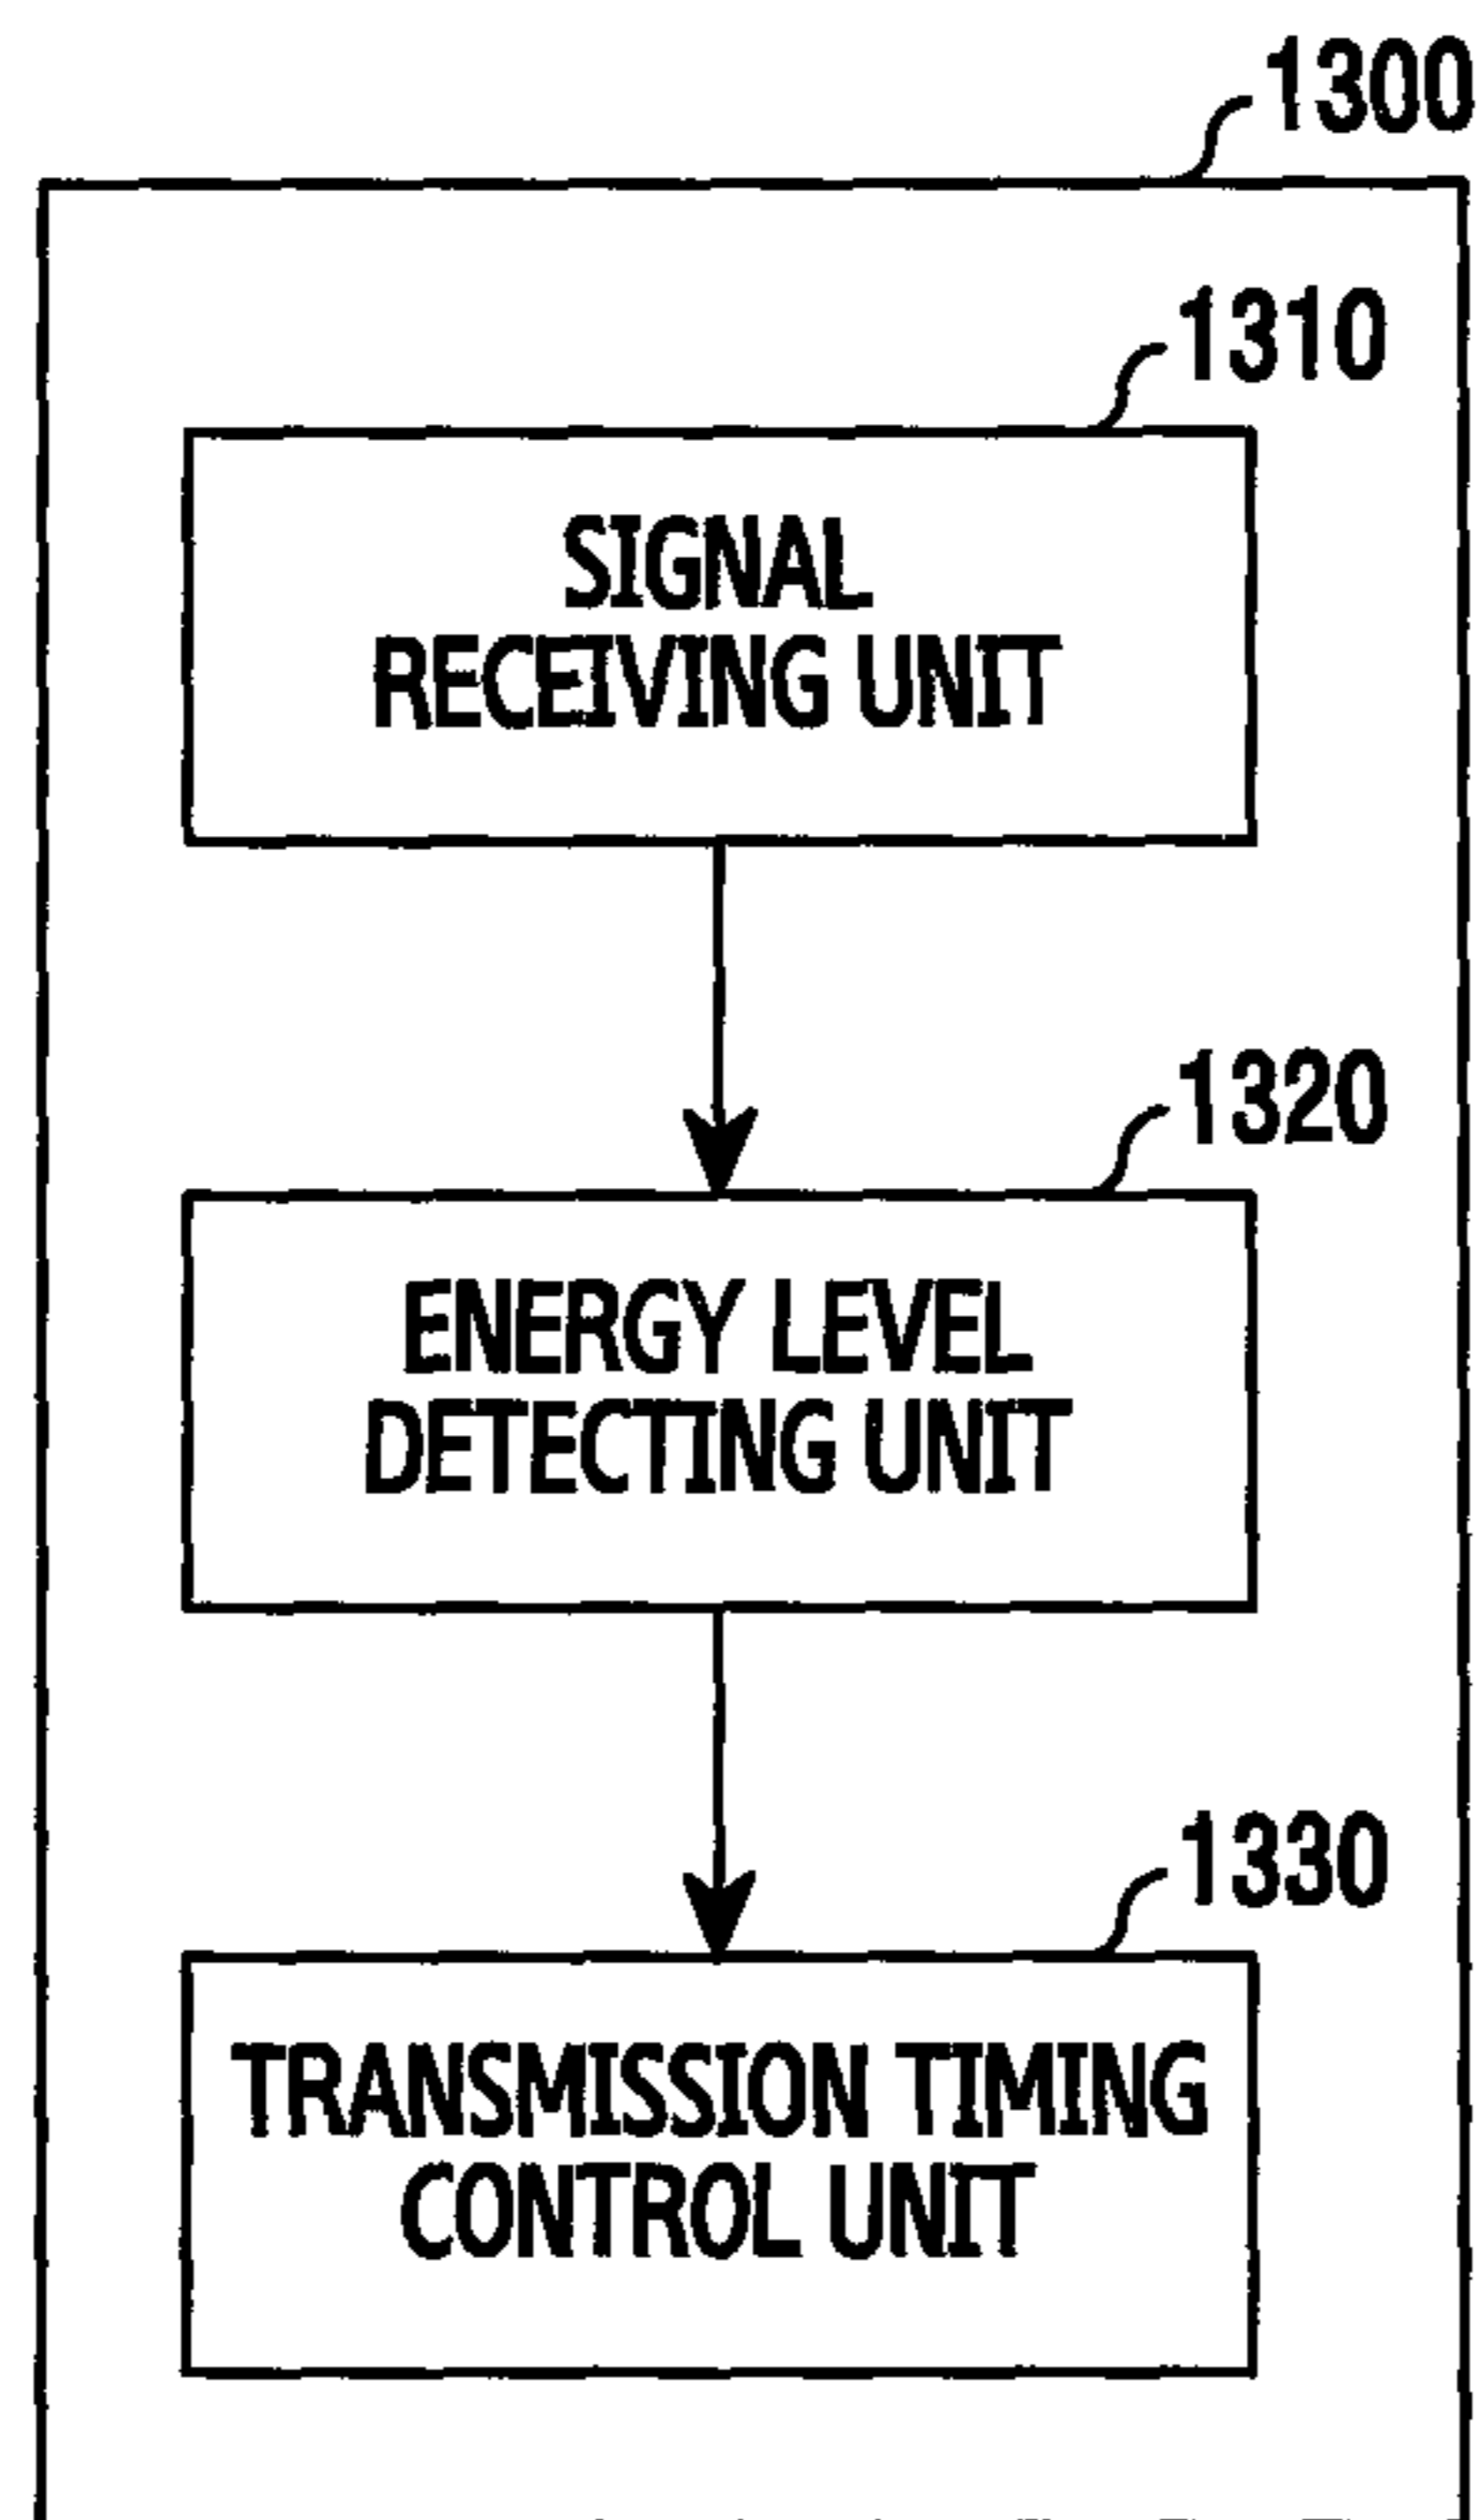 1300
1310
SIGNAL
RECEIVING UNIT
1320
ENERGY LEVEL
DETECTING UNIT
1330
TRANSMISSION TIMING
CONTROL UNIT